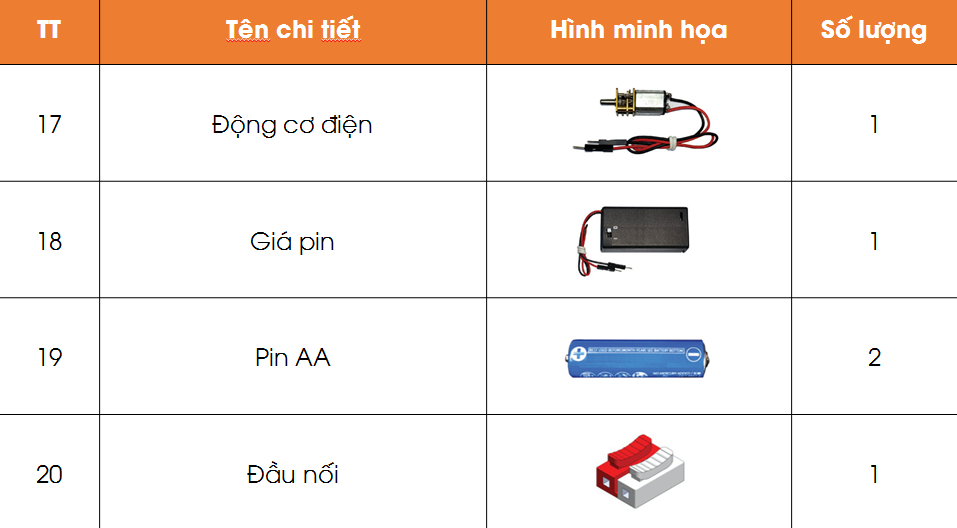 TT Tên chi tiết Hình minh họa Số lượng
17 Động cơ điện 1
18 Giá pin 1
19 Pin AA 2
20 Đầu nối 1